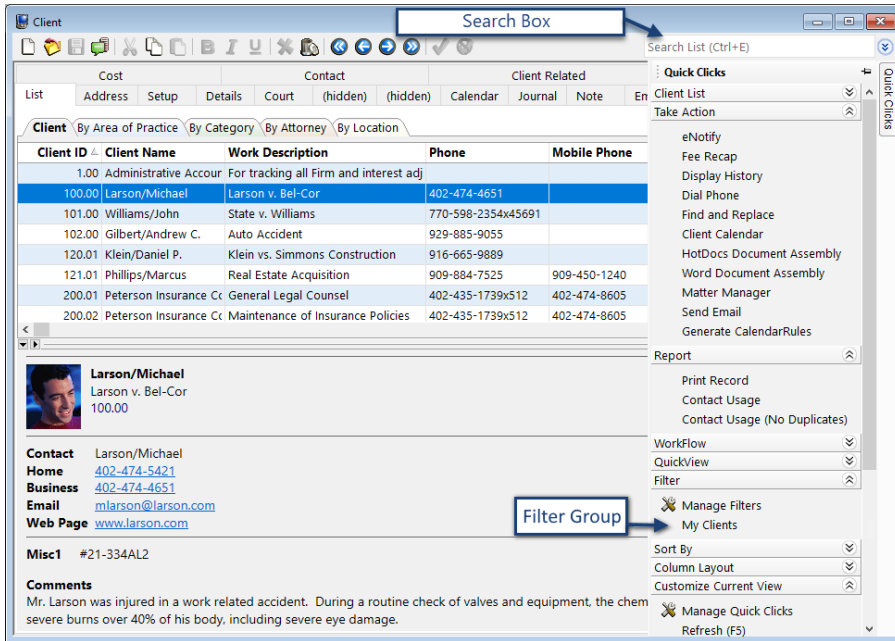 Client
Search Box
Search List (Ctrl+E)
Cost Contact Client Related
List Address Setup Details Court (hidden) (hidden) Calendar Journal Note Em
Client By Area of Practice By Category By Attorney By Location
Client ID Client Name Work Description Phone Mobile Phone
1.00 Administrative Accour For tracking all Firm and interest adj
100.00 Larson/Michael Larson v. Bel-Cor 402-474-4651
101.00 Williams/John State v. Williams 770-598-2354x45691
102.00 Gilbert/Andrew C. Auto Accident 929-885-9055
120.01 Klein/Daniel P. Klein vs. Simmons Construction 916-665-9889
121.01 Phillips/Marcus Real Estate Acquisition 909-884-7525 909-450-1240
200.01 Peterson Insurance Cc General Legal Counsel 402-435-1739x512 402-474-8605
200.02 Peterson Insurance Cc Maintenance of Insurance Policies 402-435-1739x512 402-474-8605
Larson/Michael
Larson v. Bel-Cor
100.00
Contact Larson/Michael
Home 402-474-5421
Business 402-474-4651
Email mlarson@larson.com
Web Page www.larson.com
Misc1 #21-334AL2
Comments
Mr. Larson was injured in a work related accident. During a routine check of valves and equipment, the chem
severe burns over 40% of his body, including severe eye damage.
Quick Clicks
Quick Clicks
Client List
Take Action
eNotify
Fee Recap
Display History
Dial Phone
Find and Replace
Client Calendar
HotDocs Document Assembly
Word Document Assembly
Matter Manager
Send Email
Generate CalendarRules
Report
Print Record
Contact Usage
Contact Usage (No Duplicates)
WorkFlow
QuickView
Filter
Manage Filters
Filter Group
My Clients
Sort By
Column Layout
Customize Current View
Manage Quick Clicks
Refresh (F5)